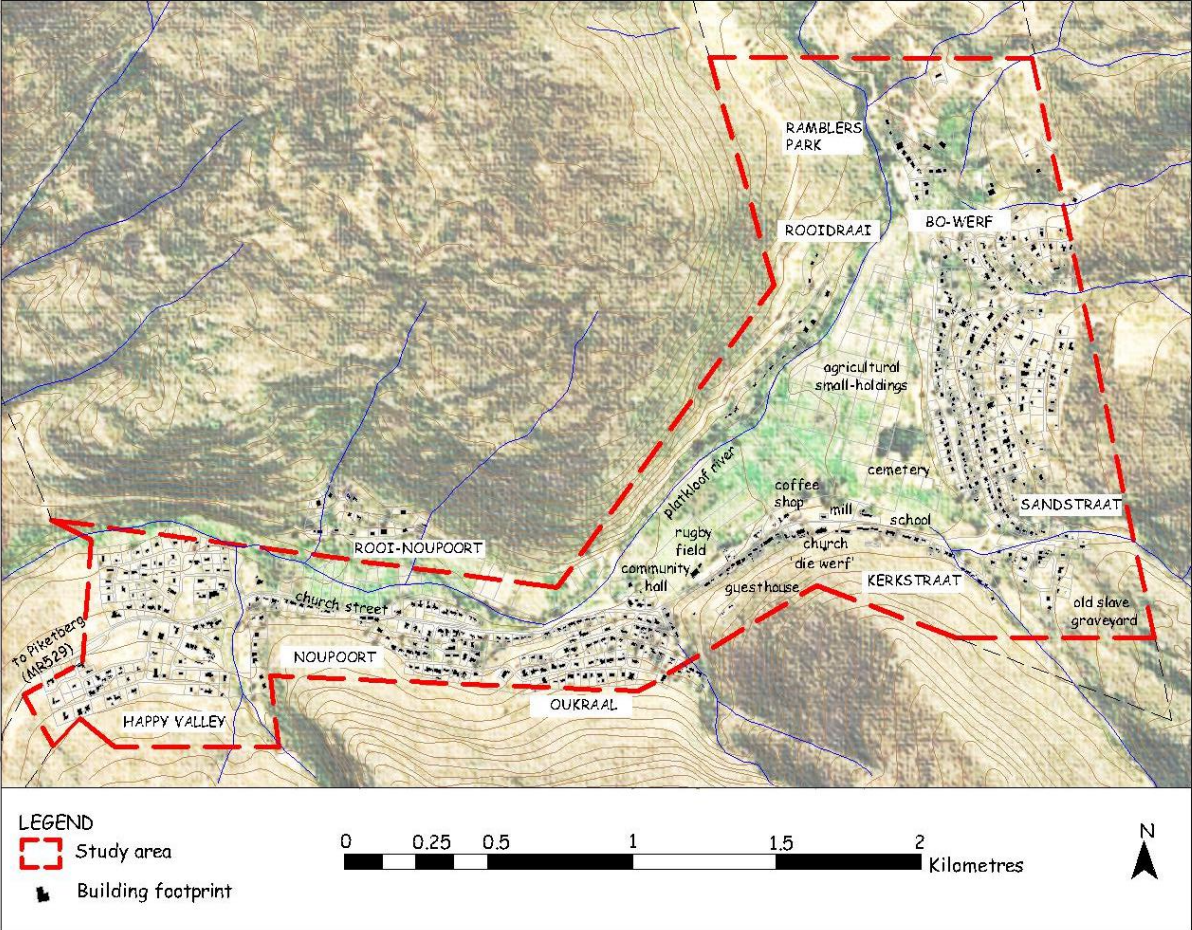 RAMBLERS
PARK
ROOIDRAAI
BO-WERF
agricultural
small-holdings
cemetery
platkloof river
coffee
shop
mill
school
SANDSTRAAT
rugby
field
church
'die werf'
community
hall
guesthouse
KERKSTRAAT
old slave
graveyard
ROOI-NOUPOORT
church street
to Piketberg
(MR529)
NOUPOORT
OUKRAAL
HAPPY VALLEY
LEGEND
Study area
Building footprint
0 0.25 0.5 1 1.5 2
Kilometres
N